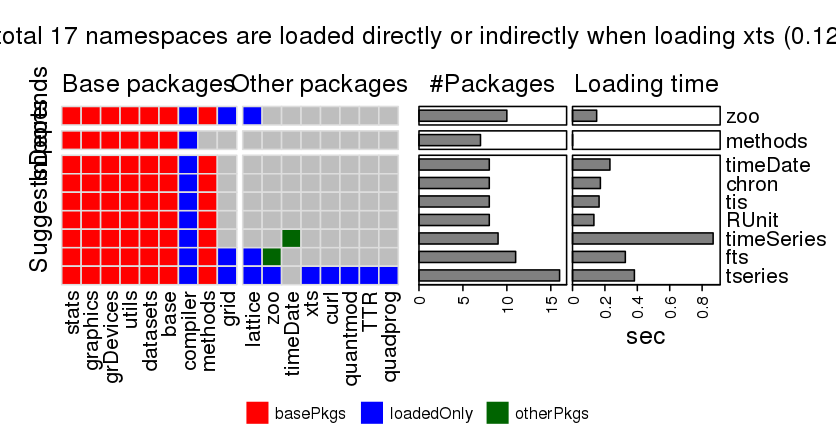 total 17 namespaces are loaded directly or indirectly when loading xts (0.12
Base packages Other packages #Packages Loading time
Depends
Imports
Suggests
zoo
methods
timeDate
chron
tis
RUnit
timeSeries
fts
tseries
stats
graphics
grDevices
utils
datasets
base
compiler
methods
grid
lattice
zoo
timeDate
xts
curl
quantmod
TTR
quadprog
0 5 10 15
0 0.2 0.4 0.6 0.8
sec
basePkgs loadedOnly otherPkgs